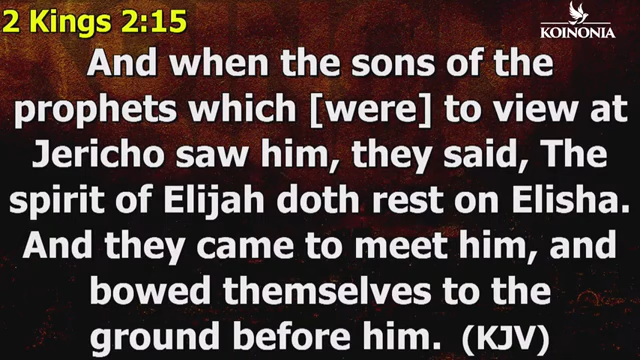 2 Kings 2:15
KOINONIA
And when the sons of the
prophets which [were] to view at
Jericho saw him, they said, The
spirit of Elijah doth rest on Elisha.
And they came to meet him, and
bowed themselves to the
ground before him. (KJV)